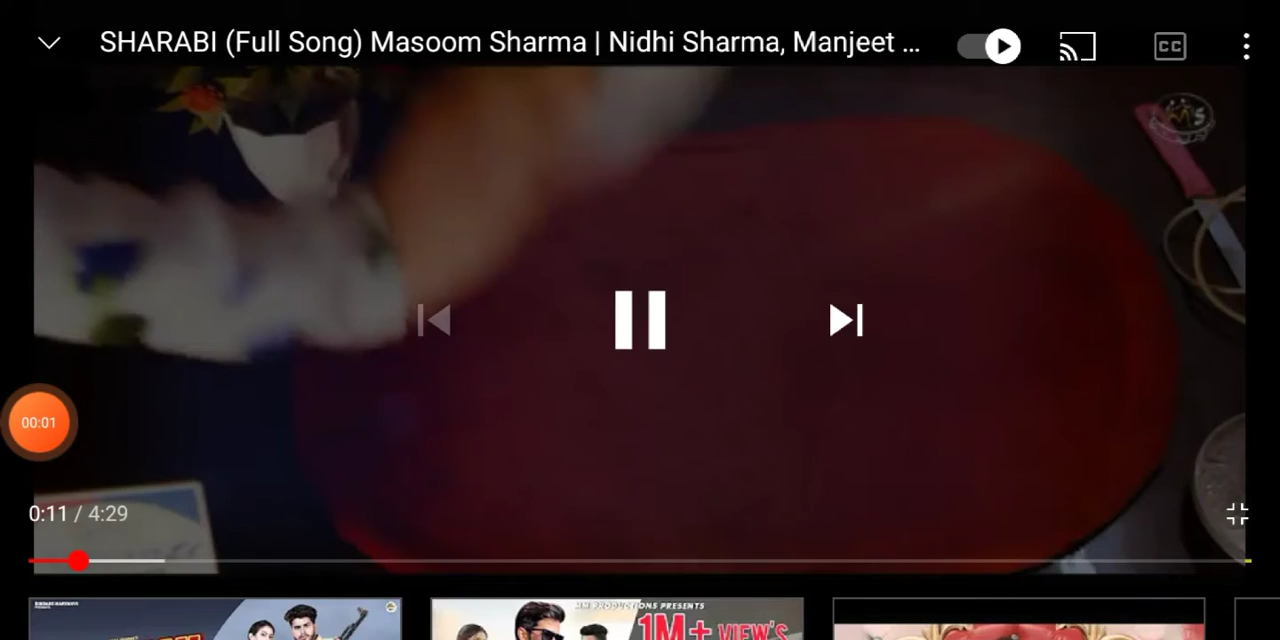 SHARABI (Full Song) Masoom Sharma | Nidhi Sharma, Manjeet ...
CC
00:01
0:11 / 4:29
MM PRODUCTIONS PRESENTS
1M+ VIEW'S